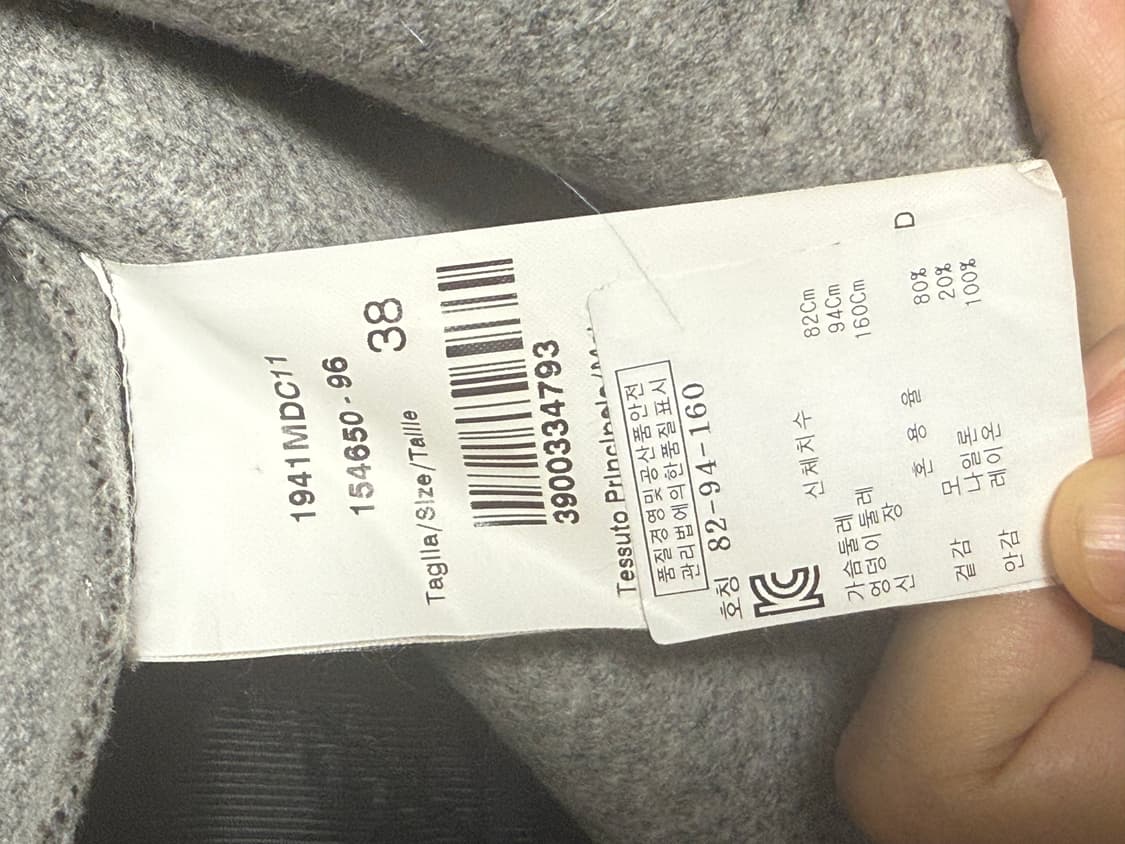 1941MDC11
154650-96
Taglia/Size/Taille 38
3900334793
Tessuto Principale/
품질경영및공산품안전
관리법에의한품질표시
호칭 82-94-160
신체치수
가슴둘레 82Cm
엉덩이둘레 94Cm
신 장 160Cm
혼 용 율 D
겉감 모 80%
나일론 20%
안감 레이온 100%